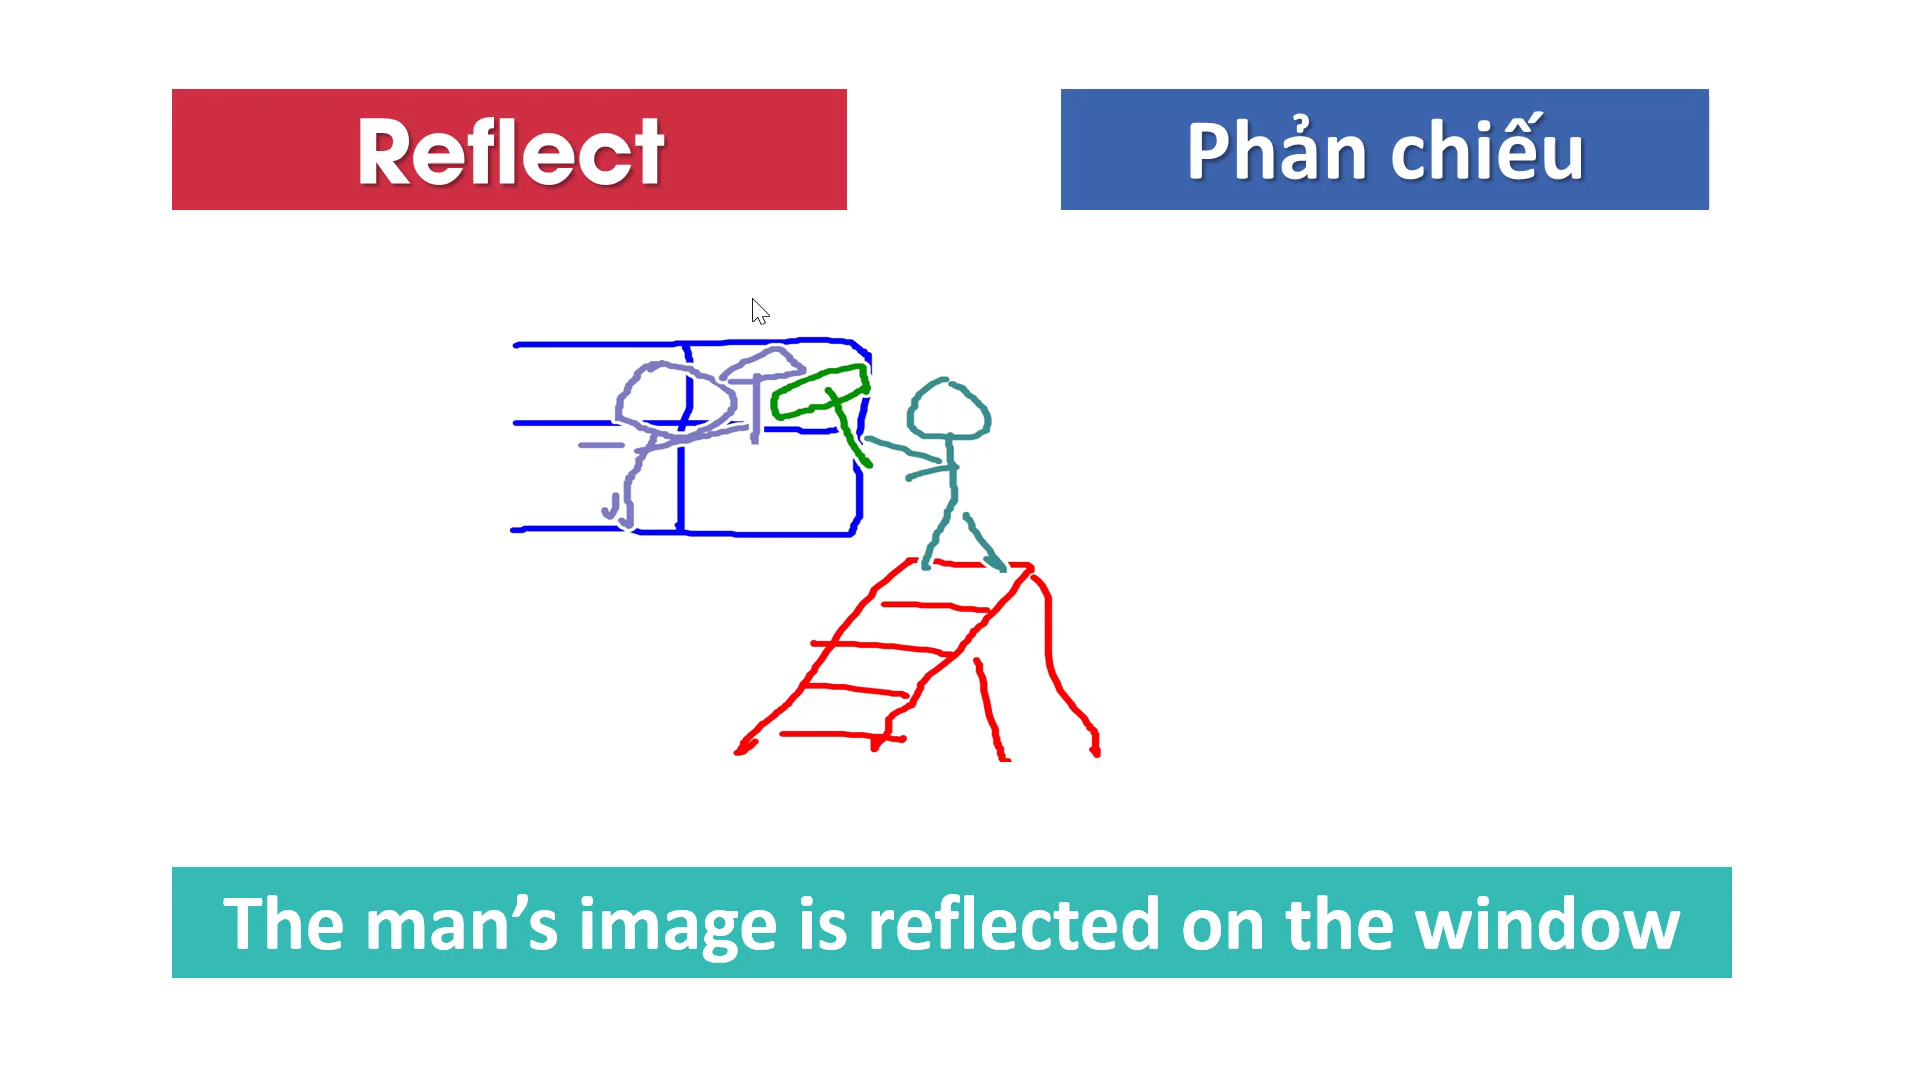 Reflect
Phản chiếu
The man’s image is reflected on the window